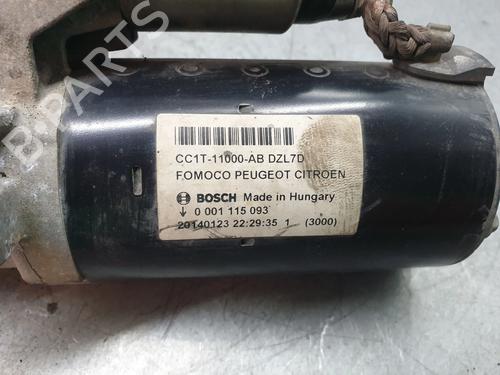 CC1T-11000-AB DZL7D
FOMOCO PEUGEOT CITROEN
BOSCH Made in Hungary
0 001 115 093
20140123 22:29:35 1 (3000)
B-PARTS